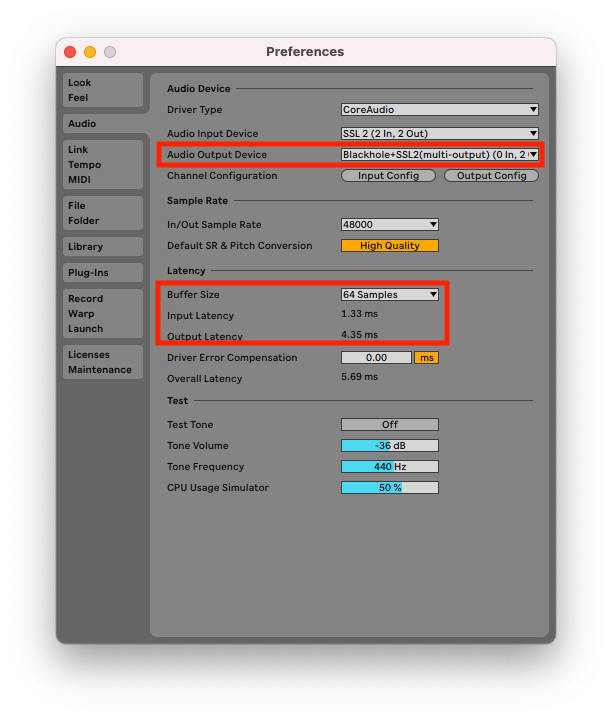 Preferences
Look
Feel
Audio
Link
Tempo
MIDI
File
Folder
Library
Plug-Ins
Record
Warp
Launch
Licenses
Maintenance
Audio Device
Driver Type CoreAudio
Audio Input Device SSL 2 (2 In, 2 Out)
Audio Output Device Blackhole+SSL2(multi-output) (0 In, 2
Channel Configuration Input Config Output Config
Sample Rate
In/Out Sample Rate 48000
Default SR & Pitch Conversion High Quality
Latency
Buffer Size 64 Samples
Input Latency 1.33 ms
Output Latency 4.35 ms
Driver Error Compensation 0.00 ms
Overall Latency 5.69 ms
Test
Test Tone Off
Tone Volume -36 dB
Tone Frequency 440 Hz
CPU Usage Simulator 50 %